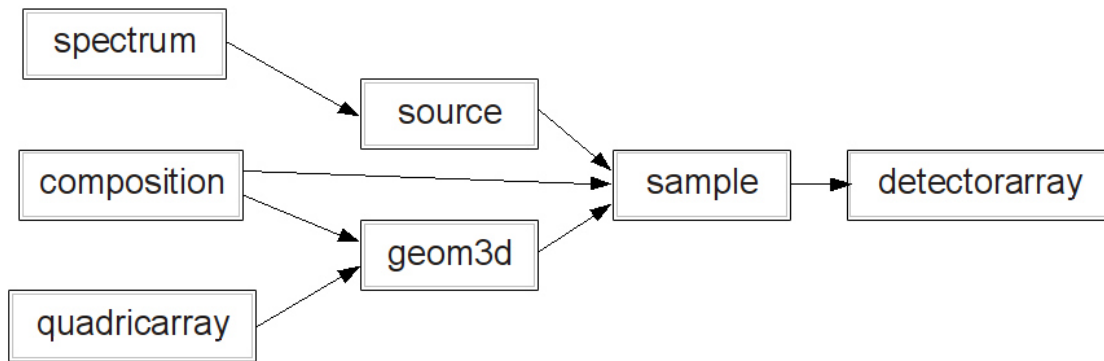 spectrum
source
composition
sample
detectorarray
geom3d
quadricarray